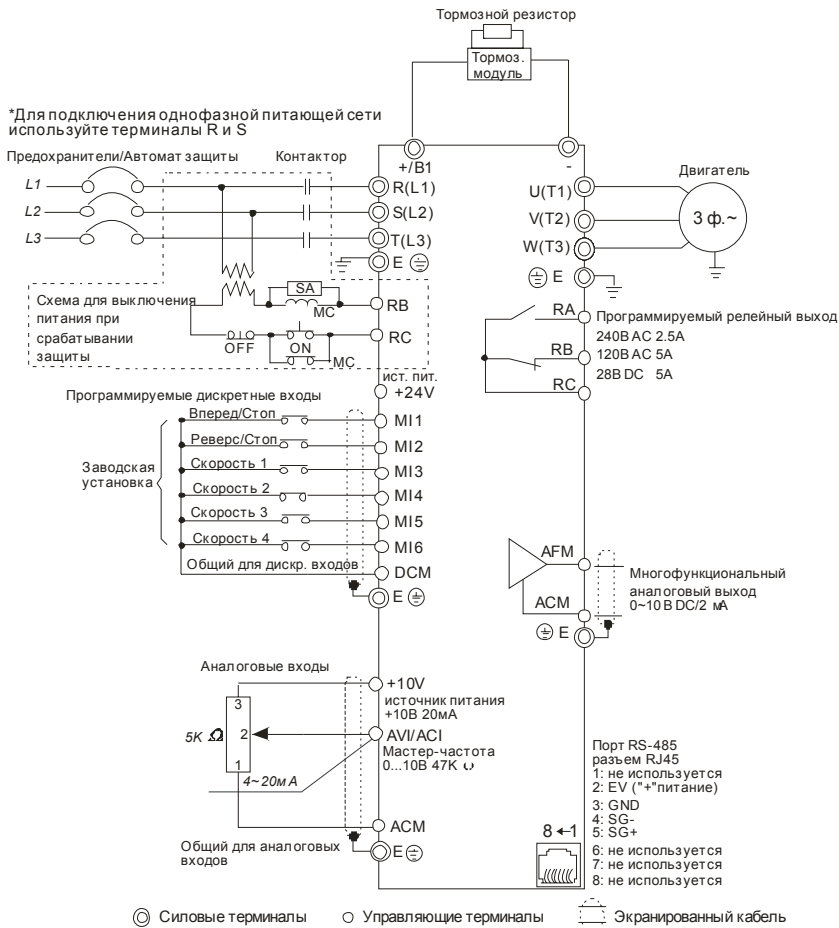 Тормозной резистор
Тормоз.
модуль
*Для подключения однофазной питающей сети
используйте терминалы R и S
Предохранители/Автомат защиты
Контактор
+/B1
-
Двигатель
L1
R(L1)
U(T1)
L2
S(L2)
V(T2)
3 ф.~
L3
T(L3)
W(T3)
E
E
Схема для выключения
питания при
срабатывании
защиты
SA
MC
RB
OFF
ON
MC
RC
RA
Программируемый релейный выход
240В AC 2.5A
RB
120В AC 5A
28В DC 5A
RC
ист. пит.
+24V
Программируемые дискретные входы
Вперед/Стоп
MI1
Реверс/Стоп
MI2
Заводская
установка
Скорость 1
MI3
Скорость 2
MI4
Скорость 3
MI5
Скорость 4
MI6
Общий для дискр. входов
DCM
E
AFM
Многофункциональный
аналоговый выход
0~10 В DC/2 мА
ACM
E
Аналоговые входы
+10V
источник питания
+10В 20мА
3
5K Ω
2
1
AVI/ACI
Мастер-частота
0...10В 47K ω
4~20мА
ACM
Общий для аналоговых
входов
E
Порт RS-485
разъем RJ45
1: не используется
2: EV ("+"питание)
3: GND
4: SG-
5: SG+
6: не используется
7: не используется
8: не используется
8 ←1
Силовые терминалы
Управляющие терминалы
Экранированный кабель